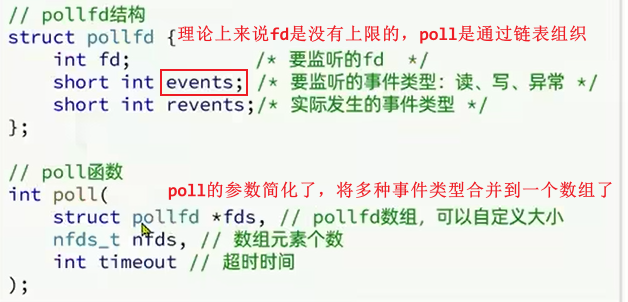 // pollfd结构
struct pollfd { 理论上来说fd是没有上限的，poll是通过链表组织
int fd; /* 要监听的fd */
short int events; /* 要监听的事件类型：读、写、异常 */
short int revents;/* 实际发生的事件类型 */
};
// poll函数
int poll( poll的参数简化了，将多种事件类型合并到一个数组了
struct pollfd *fds, // pollfd数组，可以自定义大小
nfds_t nfds, // 数组元素个数
int timeout // 超时时间
);